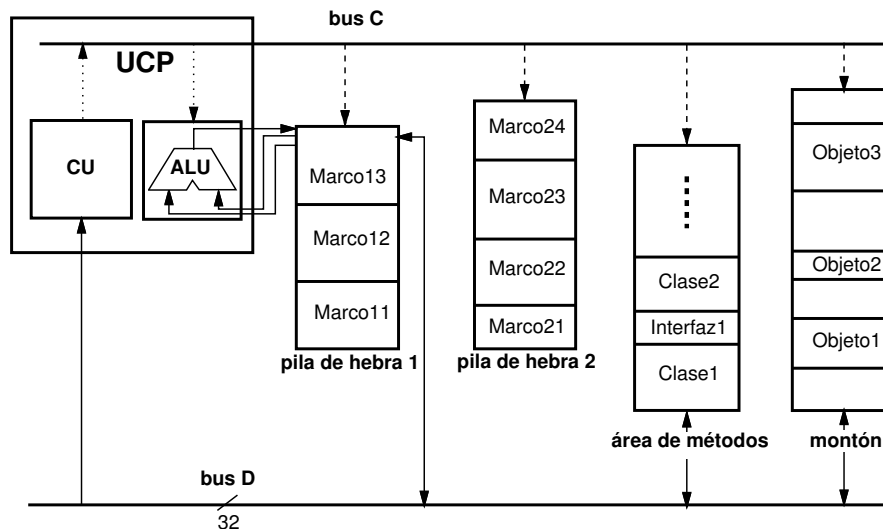 bus C
UCP
CU
ALU
Marco13
Marco12
Marco11
pila de hebra 1
Marco24
Marco23
Marco22
Marco21
pila de hebra 2
Clase2
Interfaz1
Clase1
área de métodos
Objeto3
Objeto2
Objeto1
montón
bus D
32